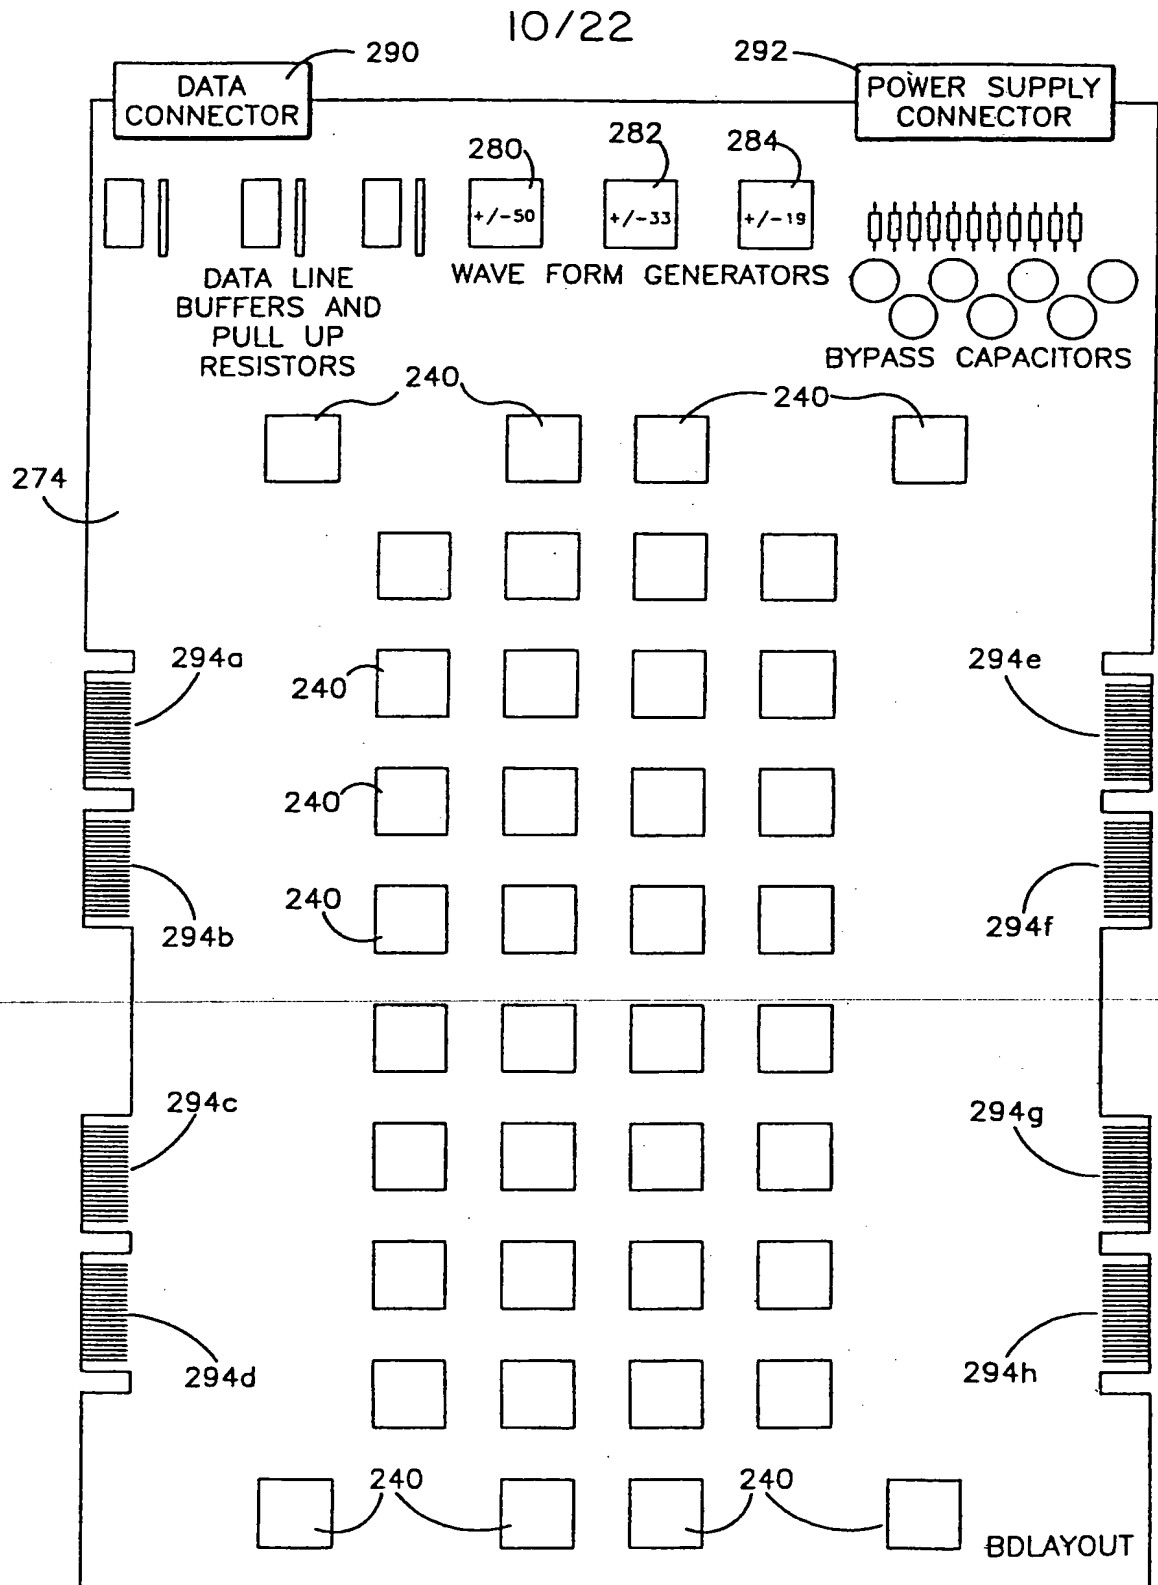 10/22
290
292
DATA
CONNECTOR
POWER SUPPLY
CONNECTOR
280
282
284
+/-50
+/-33
+/-19
DATA LINE
BUFFERS AND
PULL UP
RESISTORS
WAVE FORM GENERATORS
BYPASS CAPACITORS
240
240
274
294a
240
294e
240
240
294b
294f
294c
294g
294d
294h
240
240
BDLAYOUT